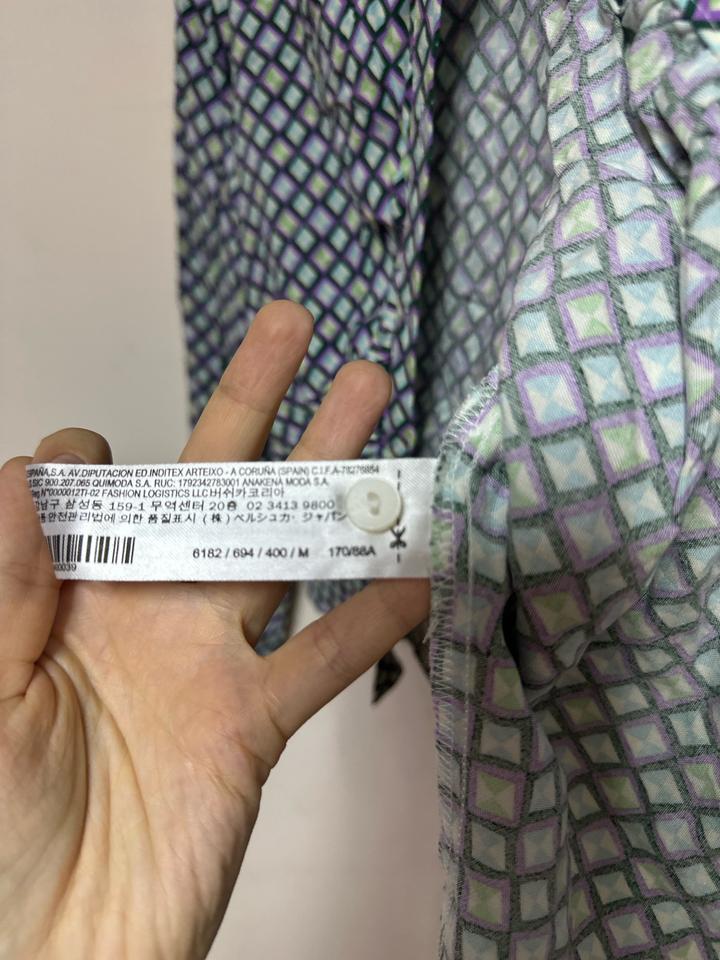 ESPAÑA,S.A. AV.DIPUTACION ED.INDITEX ARTEIXO - A CORUÑA (SPAIN) C.I.F.A-78276854
SIC 900.207.065 QUIMODA S.A. RUC: 1792342783001 ANAKENA MODA S.A.
Reg N°0000012TI-02 FASHION LOGISTICS LLC 버쉬카코리아
강남구 삼성동 159-1 무역센터 20층 02 3413 9800
안전관리법에 의한 품질표시 (株) ベルシュカ・ジャパン
6182 / 694 / 400 / M 170/88A
40039